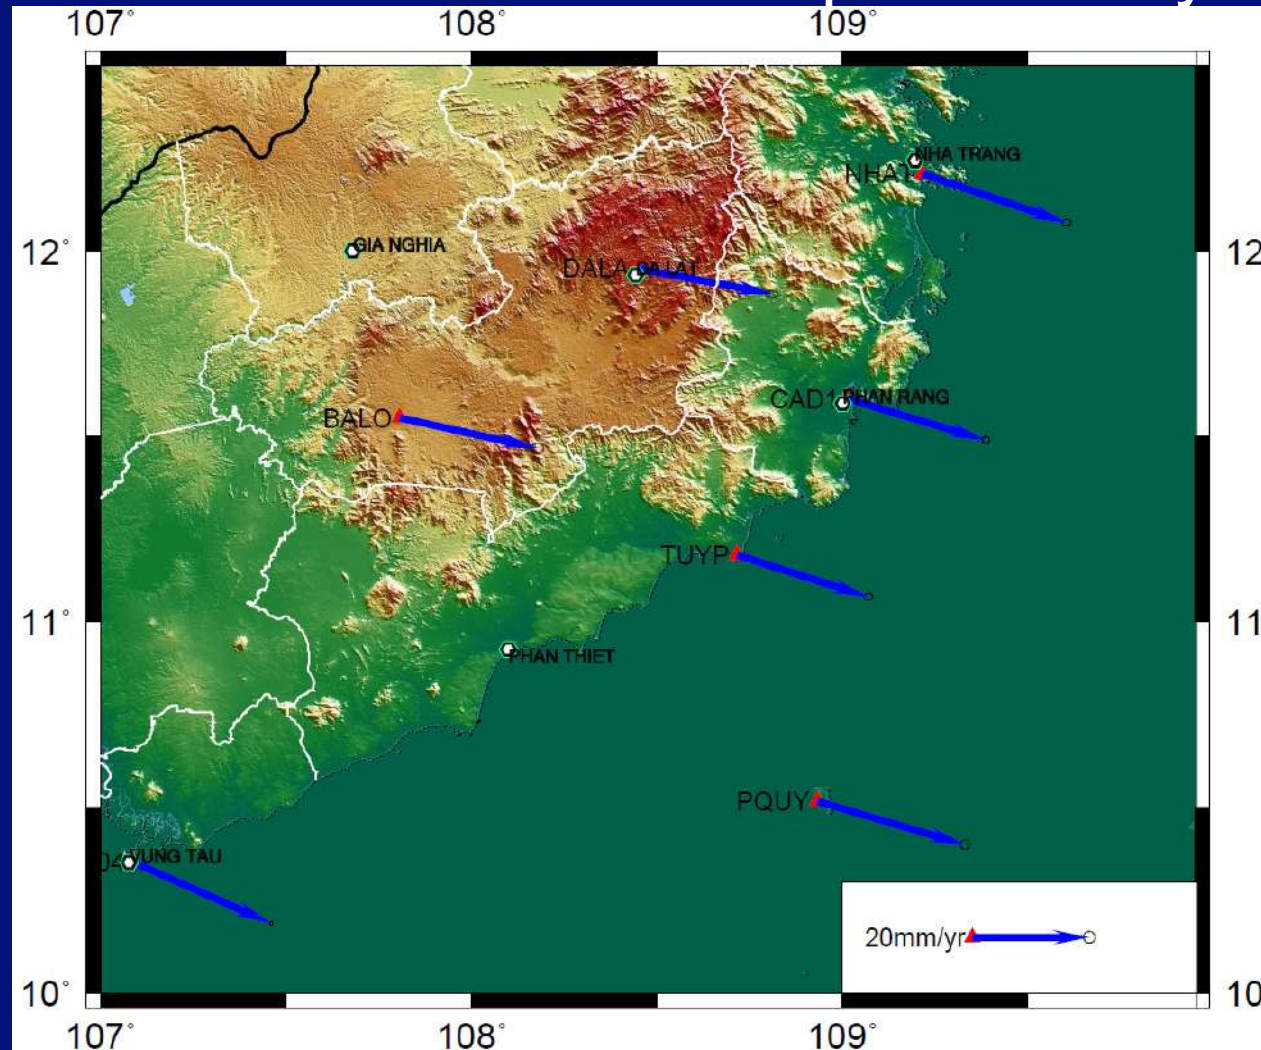 107° 108° 109°
NHA TRANG
NHAT
12° 12
GIA NGHIA
DALA DA LAT
CAD1 PHAN RANG
BALO
TUYP
11° 11
PHAN THIET
PQUY
04 VUNG TAU
20mm/yr
10° 10
107° 108° 109°